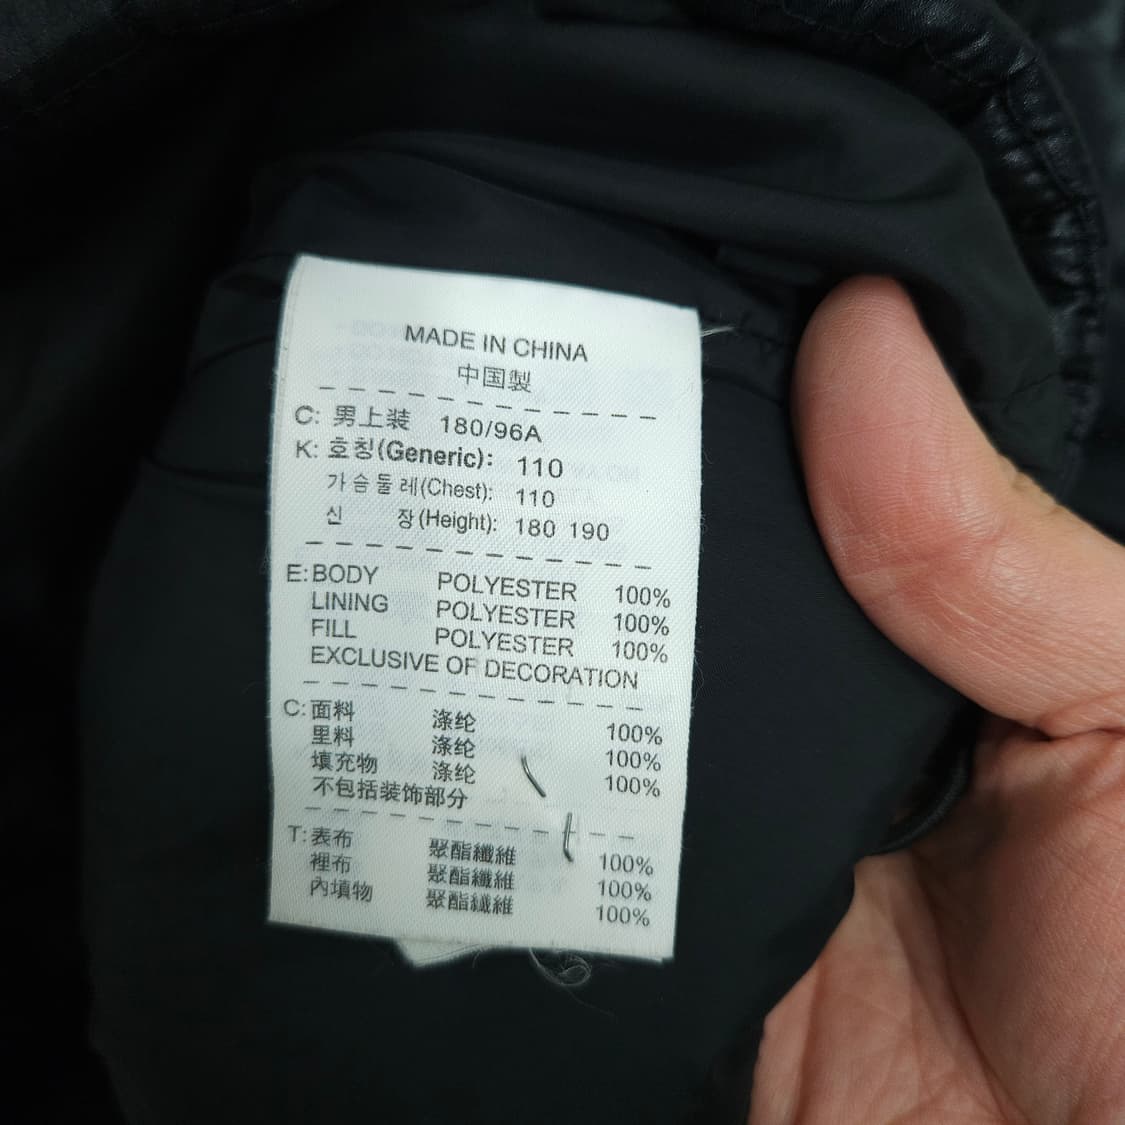 MADE IN CHINA
中国製
C: 男上装 180/96A
K: 호칭(Generic): 110
가슴둘레(Chest): 110
신 장(Height): 180 190
E: BODY POLYESTER 100%
LINING POLYESTER 100%
FILL POLYESTER 100%
EXCLUSIVE OF DECORATION
C: 面料 涤纶 100%
里料 涤纶 100%
填充物 涤纶 100%
不包括装饰部分
T: 表布 聚酯纖維 100%
裡布 聚酯纖維 100%
內填物 聚酯纖維 100%